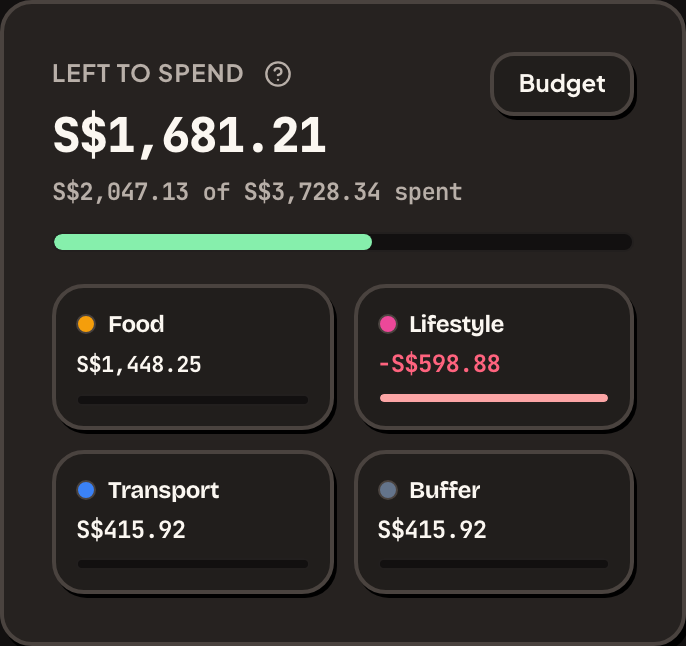 LEFT TO SPEND ?
Budget
S$1,681.21
S$2,047.13 of S$3,728.34 spent
Food
S$1,448.25
Lifestyle
-S$598.88
Transport
S$415.92
Buffer
S$415.92